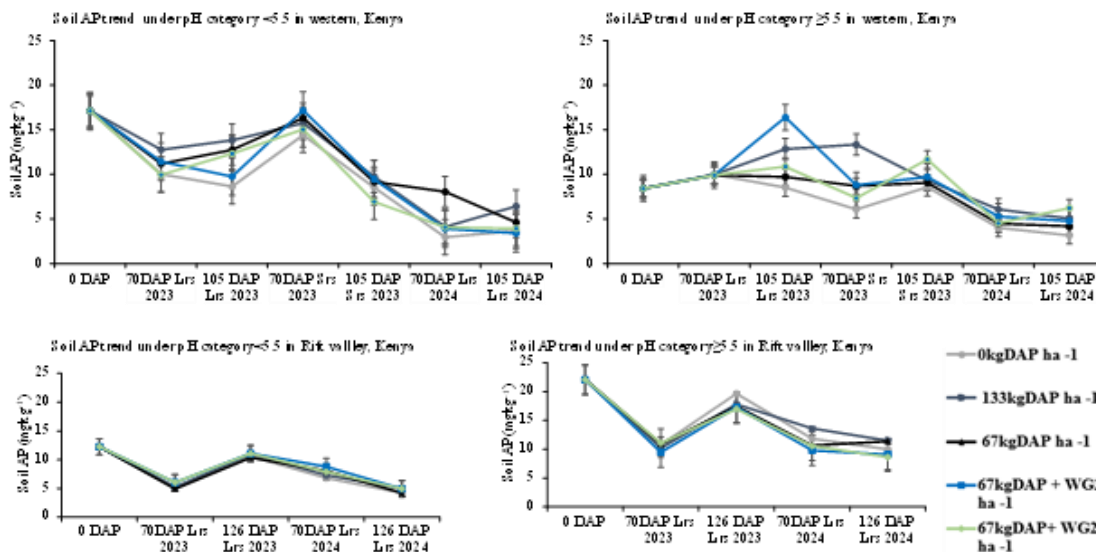 Soil AP trend under pH category <5.5 in western, Kenya
25
20
15
10
5
0
Soil AP (mg kg-1)
0 DAP
70DAP Lrs 2023
105 DAP Lrs 2023
70DAP Srs 2023
105 DAP Srs 2023
70DAP Lrs 2024
105 DAP Lrs 2024
Soil AP trend under pH category ≥5.5 in western, Kenya
25
20
15
10
5
0
Soil AP (mg kg-1)
0 DAP
70DAP Lrs 2023
105 DAP Lrs 2023
70DAP Srs 2023
105 DAP Srs 2023
70DAP Lrs 2024
105 DAP Lrs 2024
Soil AP trend under pH category <5.5 in Rift vallley, Kenya
25
20
15
10
5
0
Soil AP (mg kg-1)
0 DAP
70DAP Lrs 2023
126 DAP Lrs 2023
70DAP Lrs 2024
126 DAP Lrs 2024
Soil AP trend under pH category ≥5.5 in Rift vallley, Kenya
25
20
15
10
5
0
Soil AP (mg kg-1)
0 DAP
70DAP Lrs 2023
126 DAP Lrs 2023
70DAP Lrs 2024
126 DAP Lrs 2024
0kgDAP ha -1
133kgDAP ha -1
67kgDAP ha -1
67kgDAP + WG2
ha -1
67kgDAP+ WG2
ha -1